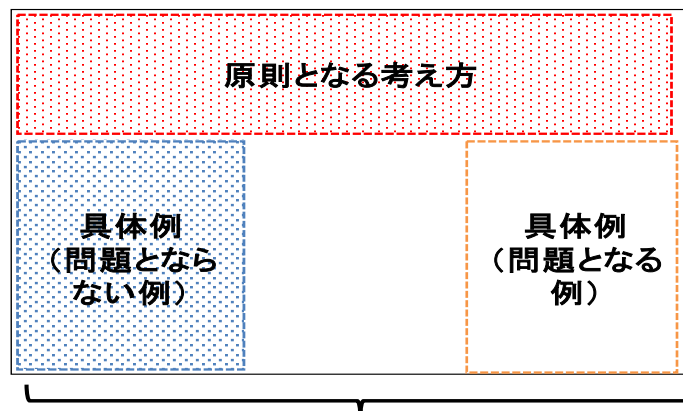 原則となる考え方
具体例
（問題となら
ない例）
具体例
（問題となる
例）